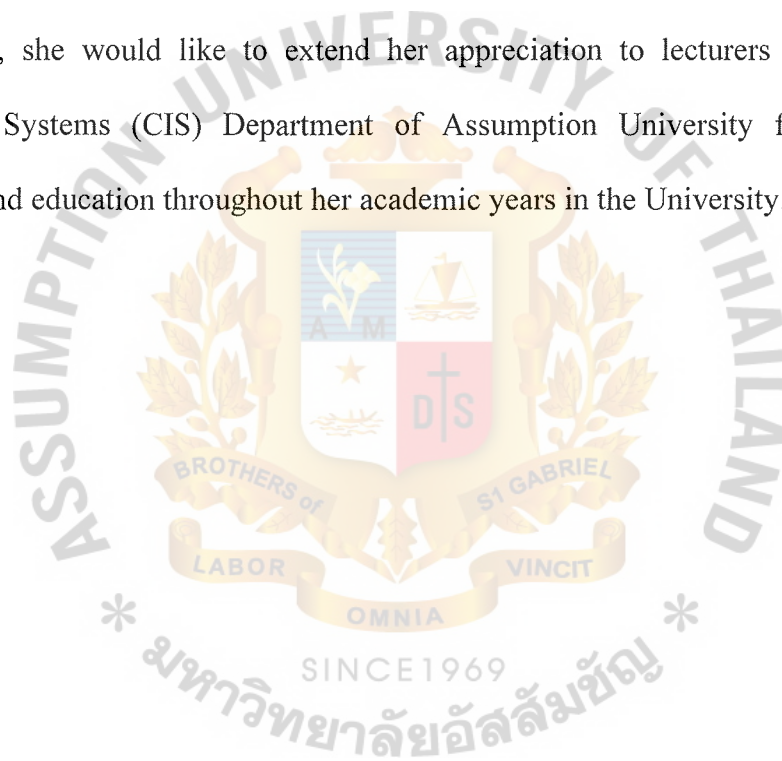 , she would like to extend her appreciation to lecturers
Systems (CIS) Department of Assumption University f
nd education throughout her academic years in the University
ASSUMPTION UNIVERSITY OF THAILAND
A M
D S
BROTHERS of
S1 GABRIEL
LABOR
VINCIT
OMNIA
SINCE1969
* มหาวิทยาลัยอัสสัมชัญ *